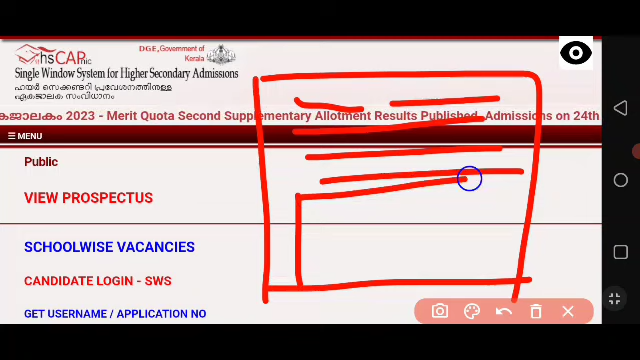 D.G.E, Government of
Kerala
hsCAP
Single Window System for Higher Secondary Admissions
ഹയർ സെക്കണ്ടറി പ്രവേശനത്തിനുള്ള
ഏകജാലക സംവിധാനം
കജാലകം 2023 - Merit Quota Second Supplementary Allotment Results Published, Admissions on 24th
☰ MENU
Public
VIEW PROSPECTUS
SCHOOLWISE VACANCIES
CANDIDATE LOGIN - SWS
GET USERNAME / APPLICATION NO